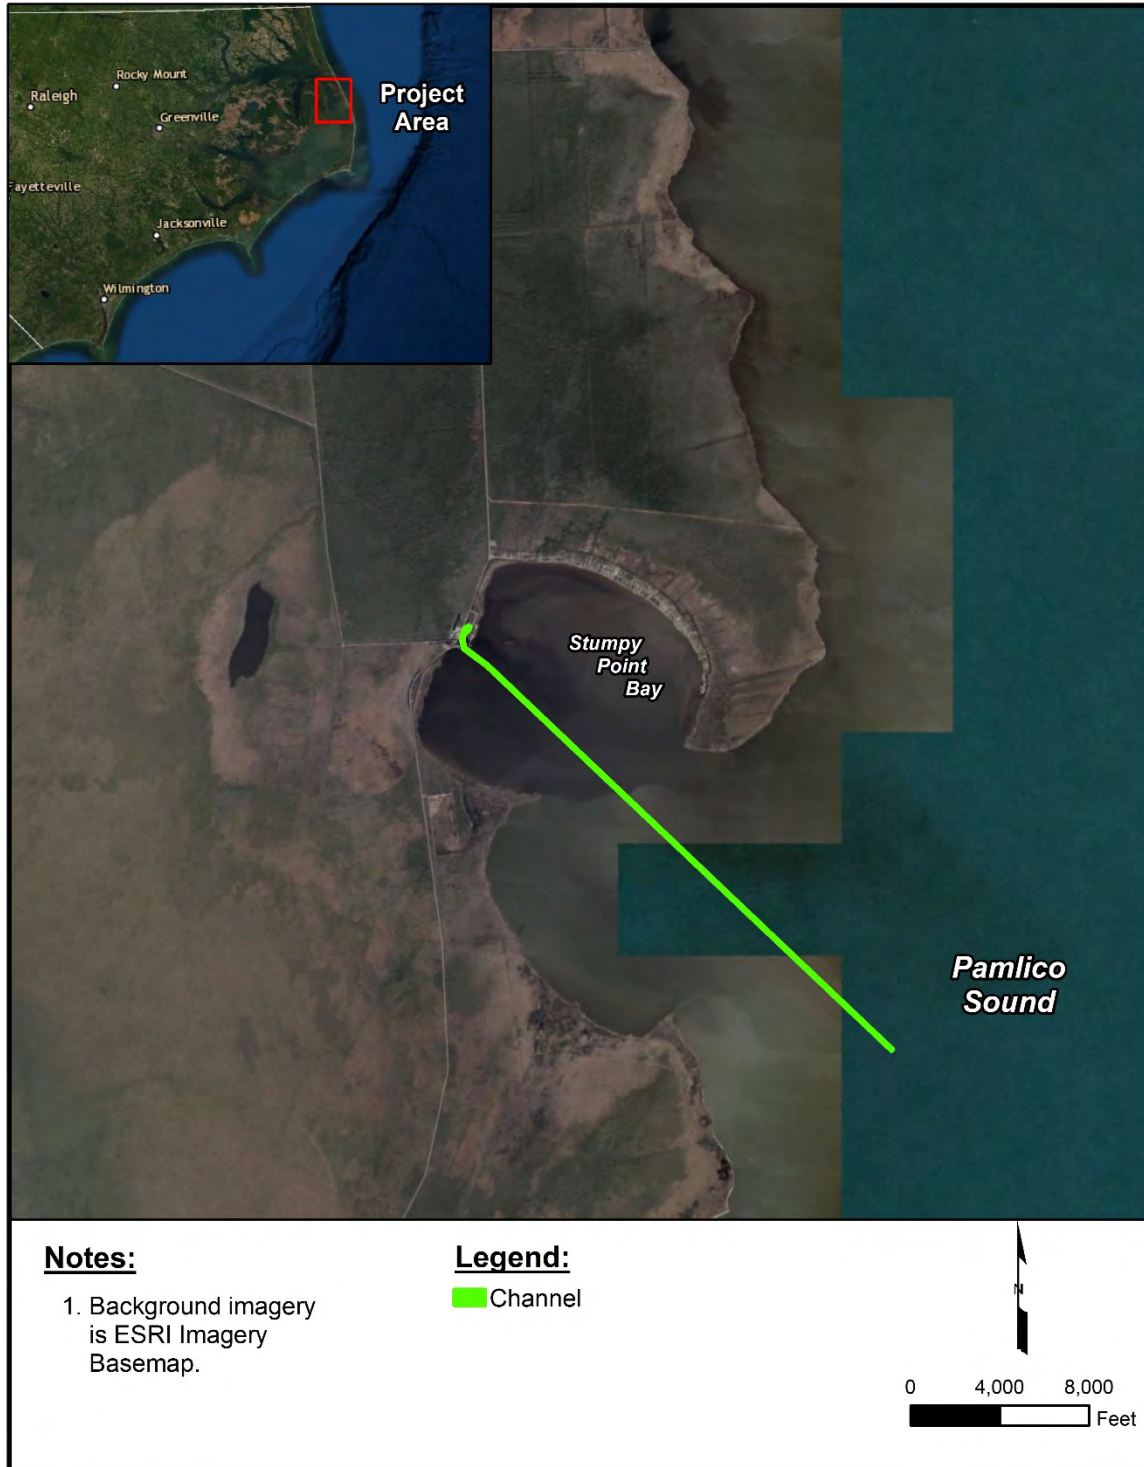 Rocky Mount
Raleigh
Greenville
Fayetteville
Jacksonville
Wilmington
Project
Area
Stumpy
Point
Bay
Pamlico
Sound
Notes:
1. Background imagery
is ESRI Imagery
Basemap.
Legend:
Channel
N
0 4,000 8,000
Feet